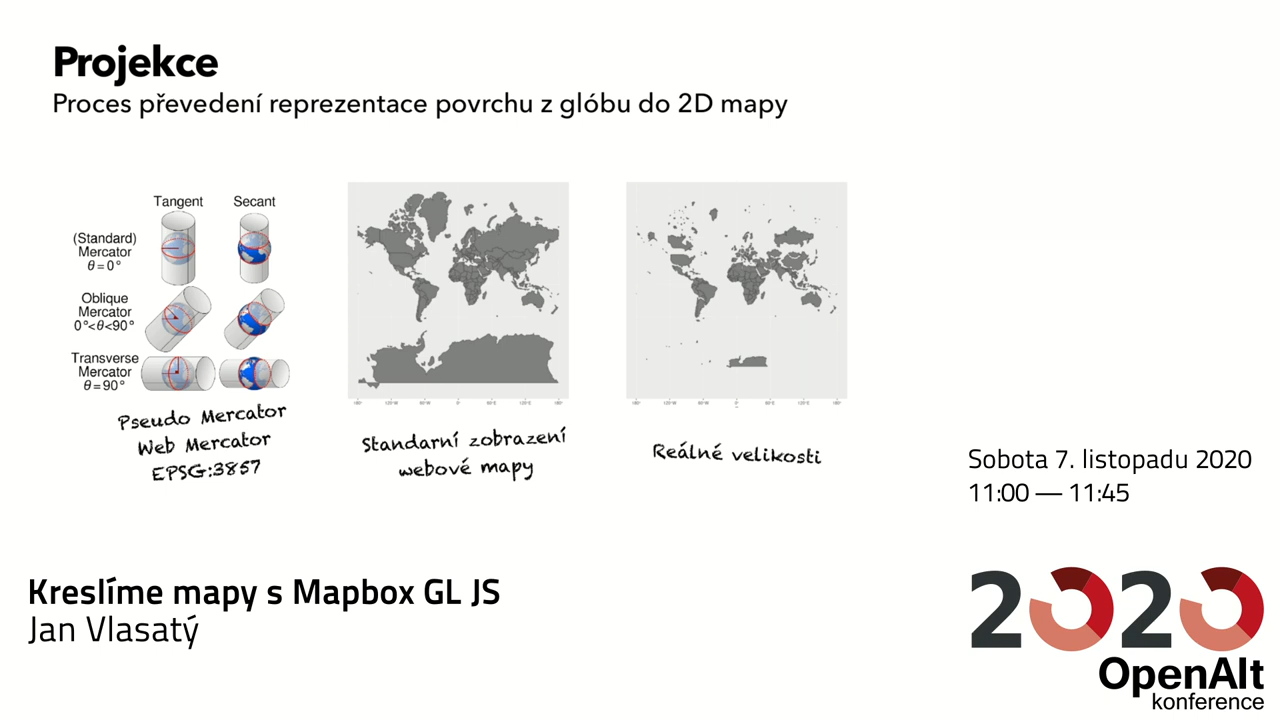 Projekce
Proces převedení reprezentace povrchu z glóbu do 2D mapy
Tangent
Secant
(Standard)
Mercator
θ = 0°
Oblique
Mercator
0°<θ<90°
Transverse
Mercator
θ = 90°
Pseudo Mercator
Web Mercator
EPSG:3857
Standarní zobrazení
webové mapy
Reálné velikosti
Sobota 7. listopadu 2020
11:00 — 11:45
Kreslíme mapy s Mapbox GL JS
Jan Vlasatý
2020
OpenAlt
konference